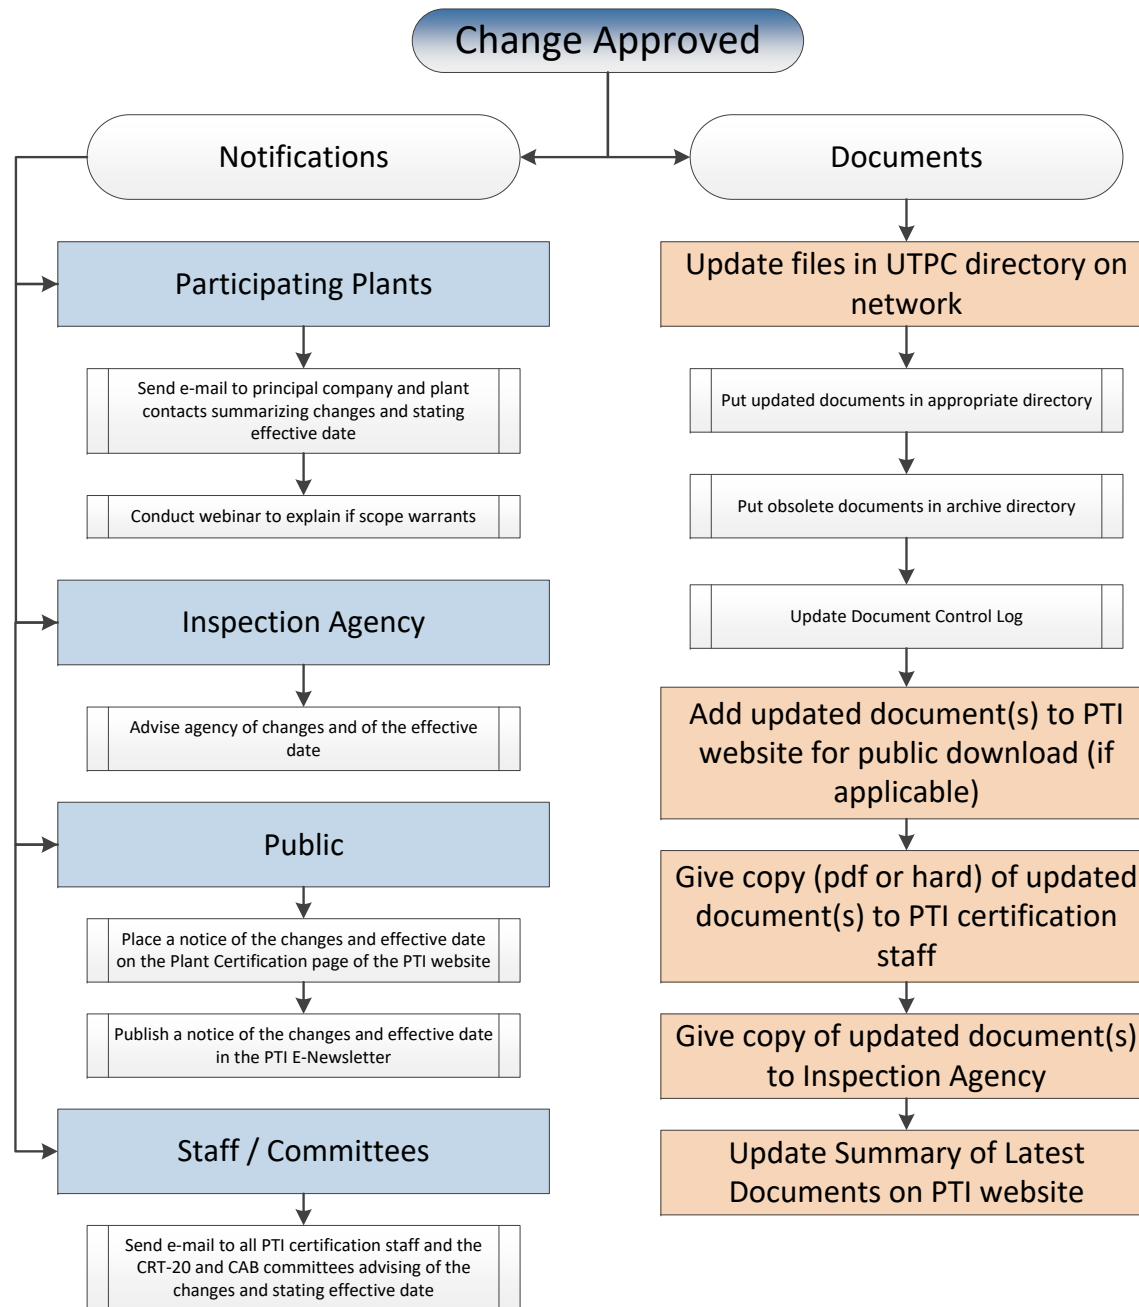 Change Approved
Notifications
Documents
Participating Plants
Send e-mail to principal company and plant
contacts summarizing changes and stating
effective date
Conduct webinar to explain if scope warrants
Inspection Agency
Advise agency of changes and of the effective
date
Public
Place a notice of the changes and effective date
on the Plant Certification page of the PTI website
Publish a notice of the changes and effective date
in the PTI E-Newsletter
Staff / Committees
Send e-mail to all PTI certification staff and the
CRT-20 and CAB committees advising of the
changes and stating effective date
Update files in UTPC directory on
network
Put updated documents in appropriate directory
Put obsolete documents in archive directory
Update Document Control Log
Add updated document(s) to PTI
website for public download (if
applicable)
Give copy (pdf or hard) of updated
document(s) to PTI certification
staff
Give copy of updated document(s)
to Inspection Agency
Update Summary of Latest
Documents on PTI website